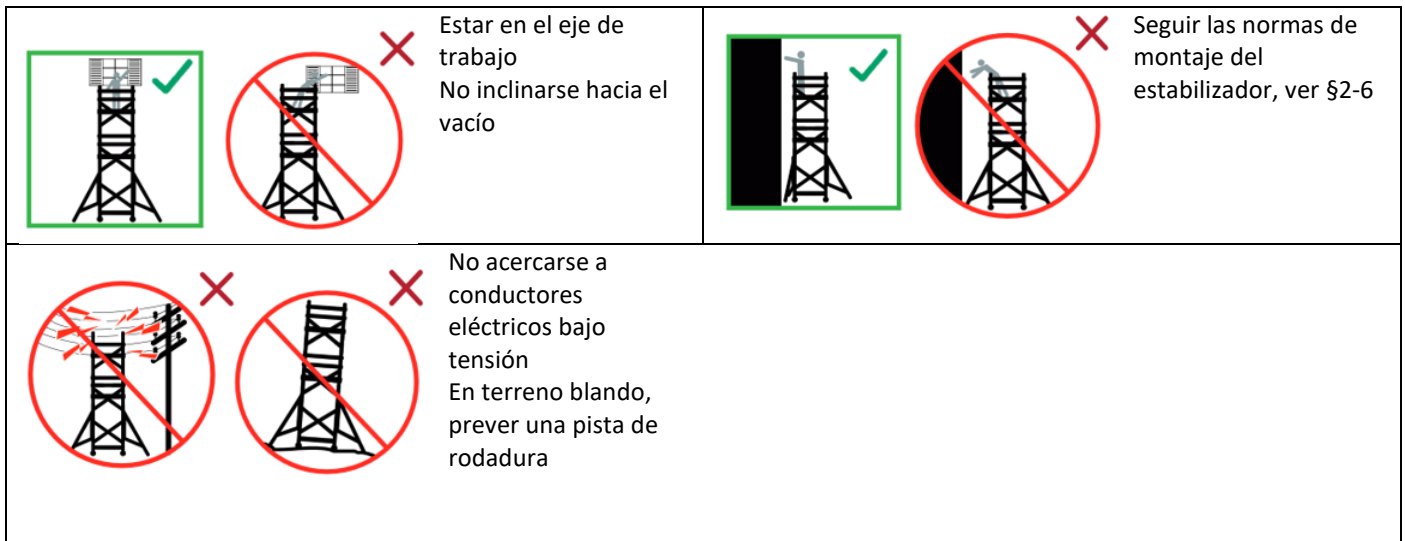 Estar en el eje de
trabajo
No inclinarse hacia el
vacío
Seguir las normas de
montaje del
estabilizador, ver §2-6
No acercarse a
conductores
eléctricos bajo
tensión
En terreno blando,
prever una pista de
rodadura